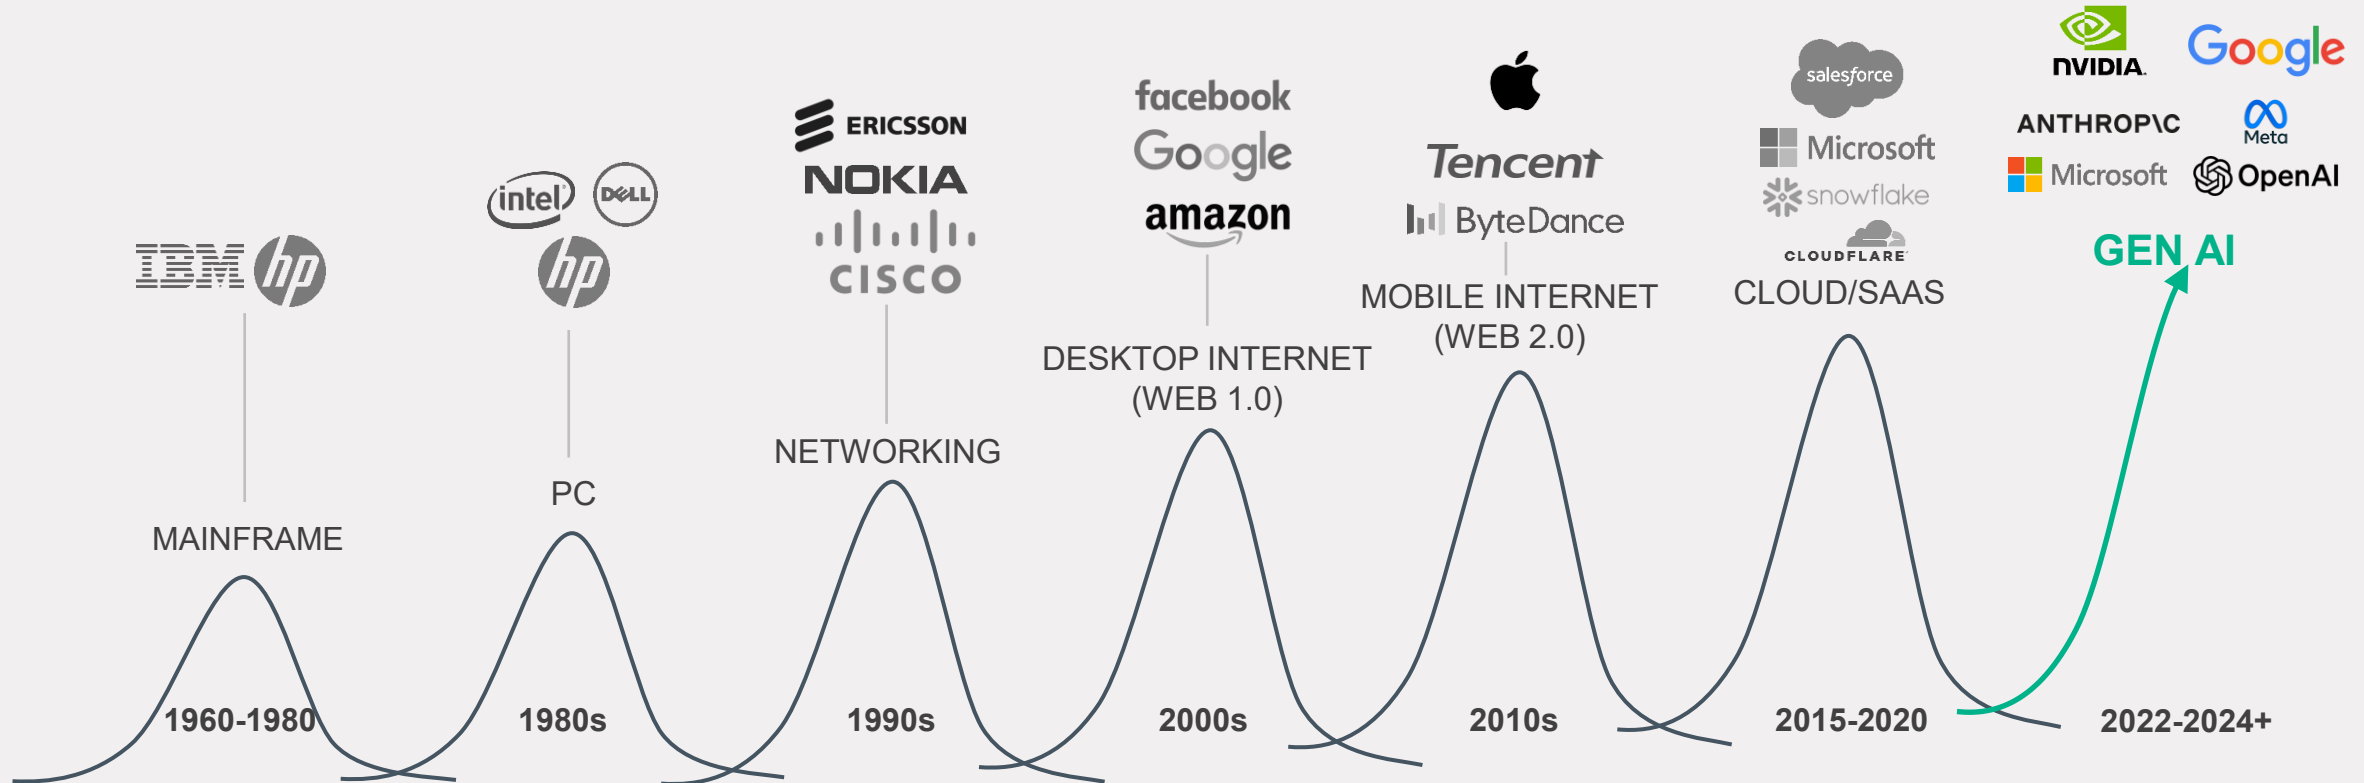 IBM hp
MAINFRAME
1960-1980
intel DELL
hp
PC
1980s
ERICSSON
NOKIA
CISCO
NETWORKING
1990s
facebook
Google
amazon
DESKTOP INTERNET
(WEB 1.0)
2000s
Tencent
ByteDance
MOBILE INTERNET
(WEB 2.0)
2010s
salesforce
Microsoft
snowflake
CLOUDFLARE
CLOUD/SAAS
2015-2020
NVIDIA Google
ANTHROP\C Meta
Microsoft OpenAI
GEN AI
2022-2024+